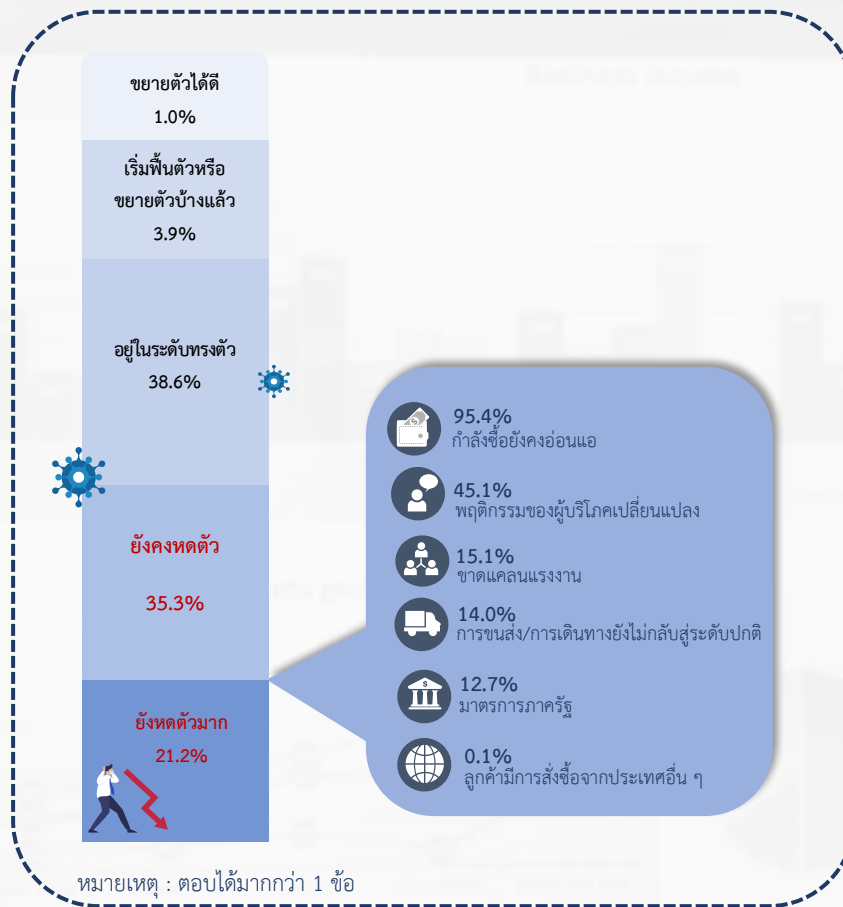 ขยายตัวได้ดี
1.0%
เริ่มฟื้นตัวหรือ
ขยายตัวบ้างแล้ว
3.9%
อยู่ในระดับทรงตัว
38.6%
ยังคงหดตัว
35.3%
ยังหดตัวมาก
21.2%
95.4%
กำลังซื้อยังคงอ่อนแอ
45.1%
พฤติกรรมของผู้บริโภคเปลี่ยนแปลง
15.1%
ขาดแคลนแรงงาน
14.0%
การขนส่ง/การเดินทางยังไม่กลับสู่ระดับปกติ
12.7%
มาตรการภาครัฐ
0.1%
ลูกค้ามีการสั่งซื้อจากประเทศอื่น ๆ
หมายเหตุ : ตอบได้มากกว่า 1 ข้อ